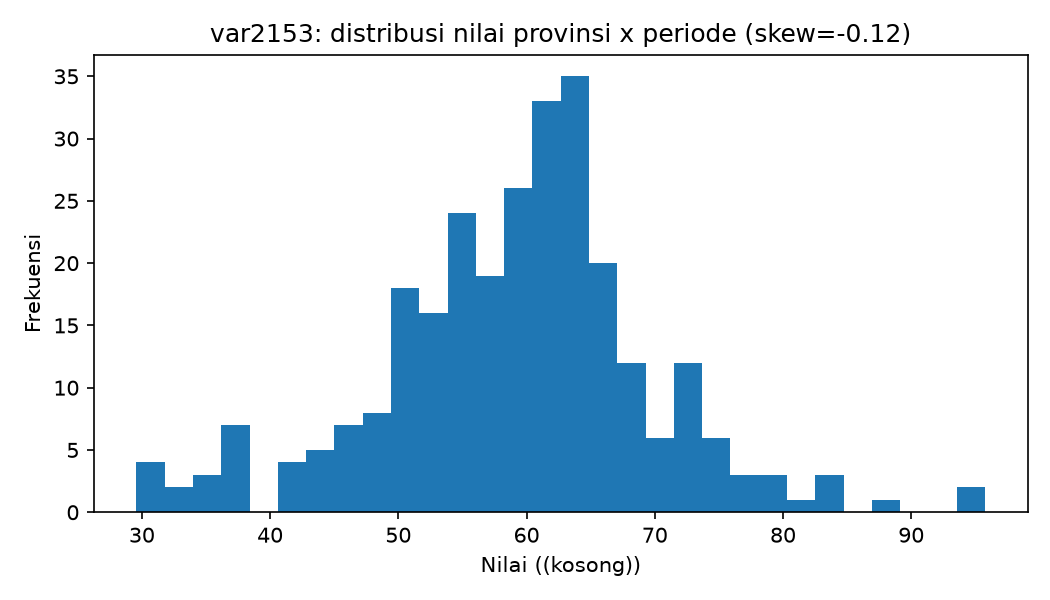 var2153: distribusi nilai provinsi x periode (skew=-0.12)
Frekuensi
35
30
25
20
15
10
5
0
30 40 50 60 70 80 90
Nilai ((kosong))